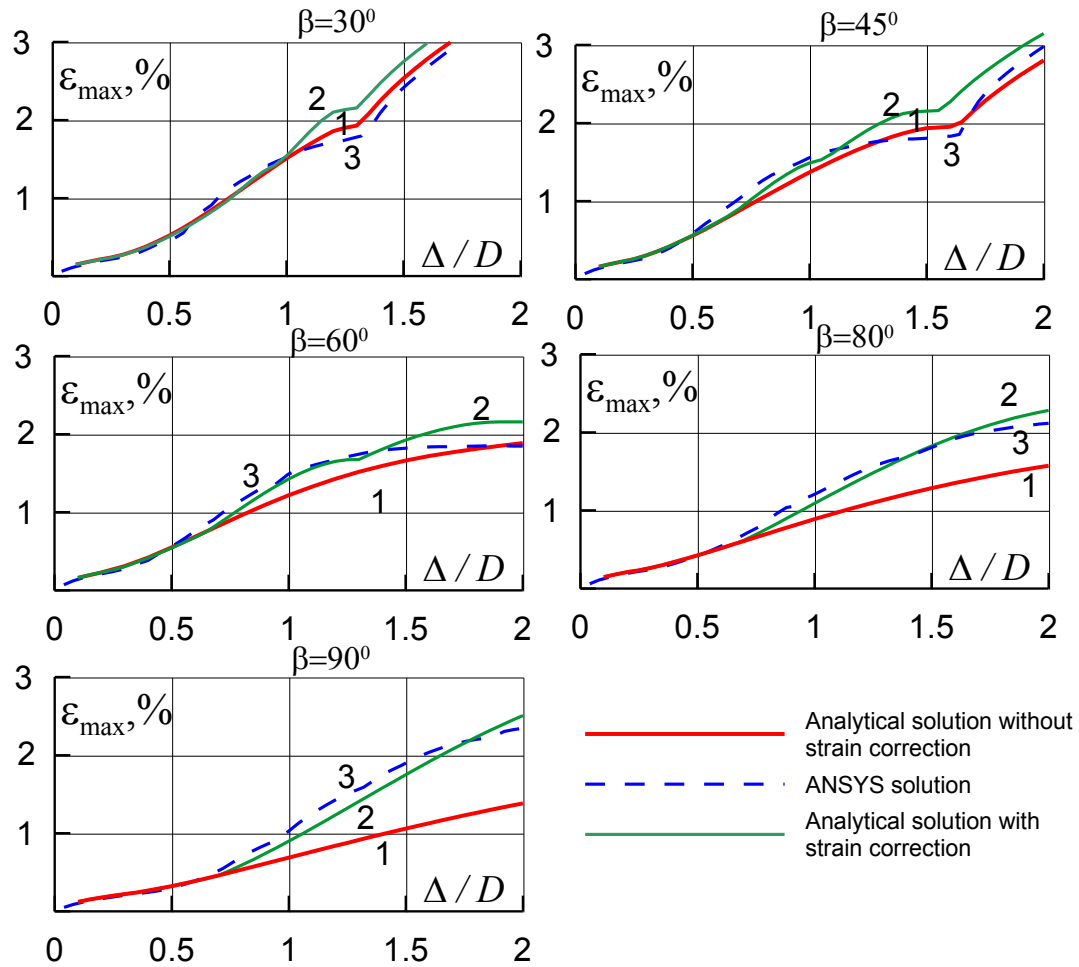 β=30⁰
3
ε_max,%
2
2
1
3
1
Δ / D
0 0.5 1 1.5 2
β=45⁰
3
ε_max,%
2
2
1
3
1
Δ / D
0 0.5 1 1.5 2
β=60⁰
3
ε_max,%
2
2
3
1
1
Δ / D
0 0.5 1 1.5 2
β=80⁰
3
ε_max,%
2
2
3
1
1
Δ / D
0 0.5 1 1.5 2
β=90⁰
3
ε_max,%
2
3
2
1
1
Δ / D
0 0.5 1 1.5 2
Analytical solution without
strain correction
ANSYS solution
Analytical solution with
strain correction